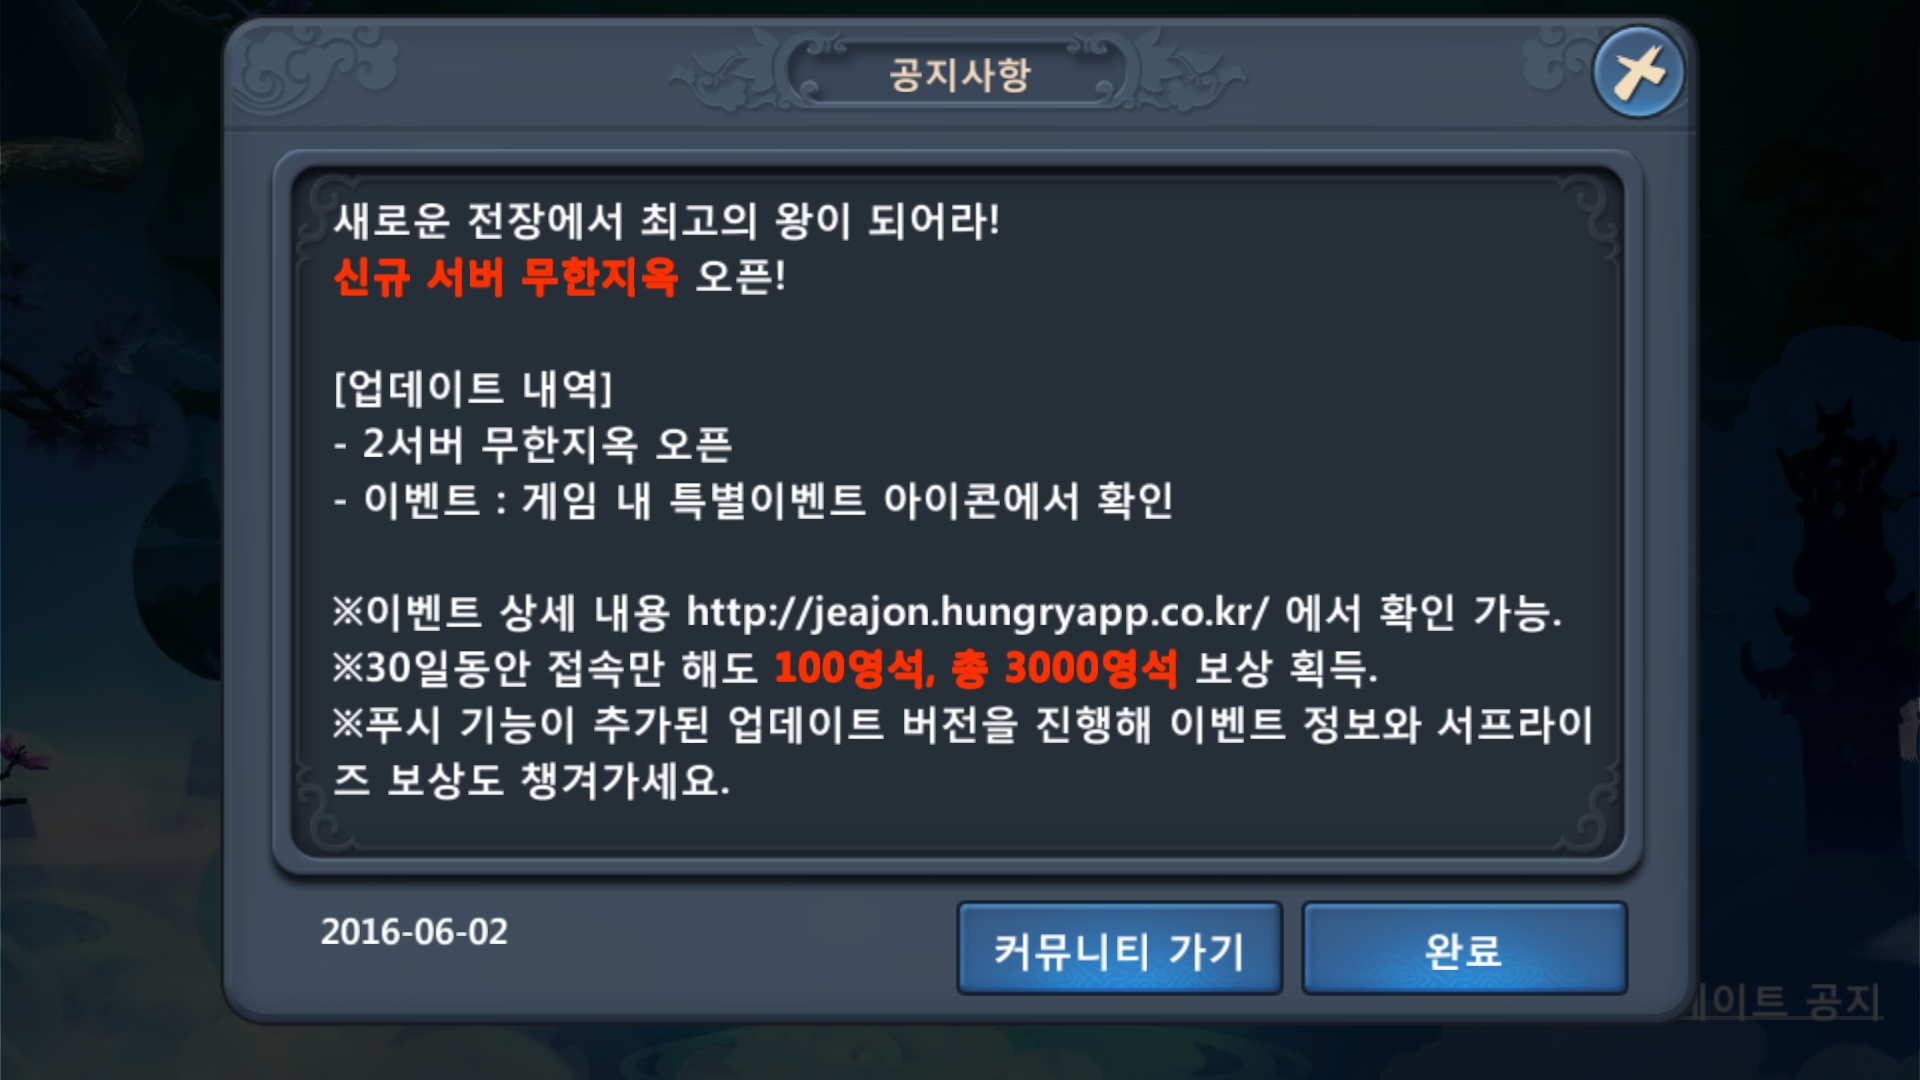 공지사항
새로운 전장에서 최고의 왕이 되어라!
신규 서버 무한지옥 오픈!
[업데이트 내역]
- 2서버 무한지옥 오픈
- 이벤트 : 게임 내 특별이벤트 아이콘에서 확인
※이벤트 상세 내용 http://jeajon.hungryapp.co.kr/ 에서 확인 가능.
※30일동안 접속만 해도 100영석, 총 3000영석 보상 획득.
※푸시 기능이 추가된 업데이트 버전을 진행해 이벤트 정보와 서프라이
즈 보상도 챙겨가세요.
2016-06-02
커뮤니티 가기
완료
이트 공지